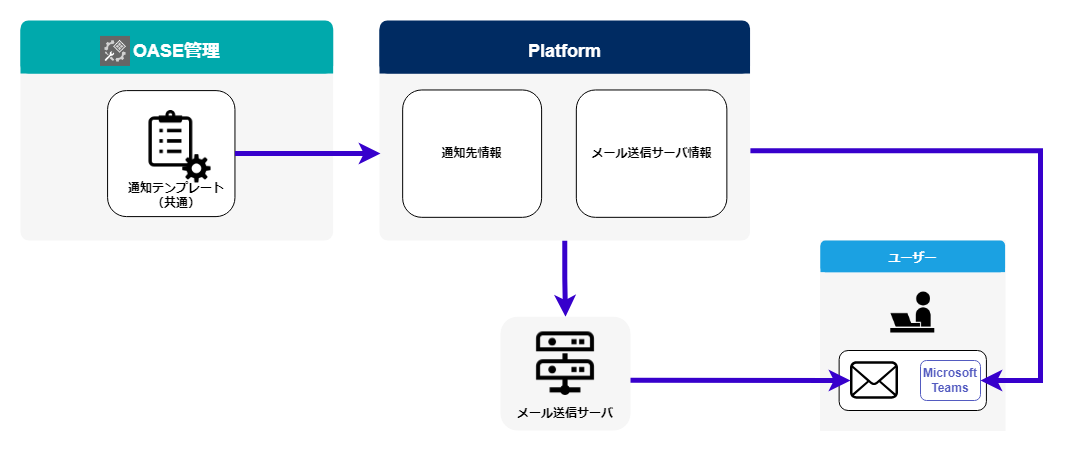 OASE管理
Platform
通知テンプレート
（共通）
通知先情報
メール送信サーバ情報
ユーザー
メール送信サーバ
Microsoft
Teams